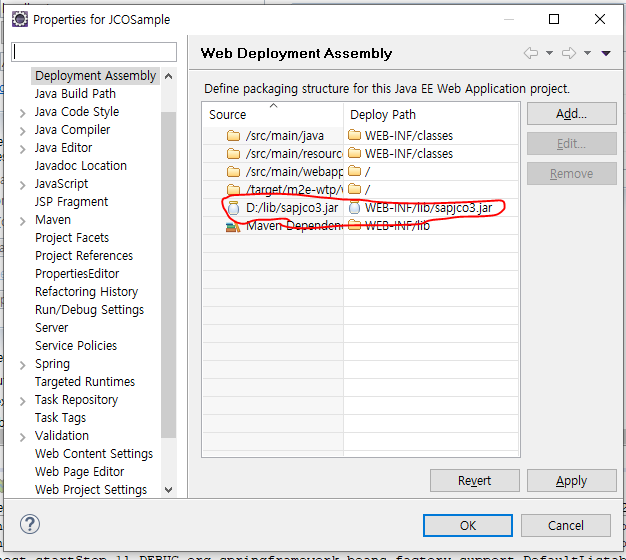 Properties for JCOSample
Web Deployment Assembly
Deployment Assembly
Java Build Path
Java Code Style
Java Compiler
Java Editor
Javadoc Location
JavaScript
JSP Fragment
Maven
Project Facets
Project References
PropertiesEditor
Refactoring History
Run/Debug Settings
Server
Service Policies
Spring
Targeted Runtimes
Task Repository
Task Tags
Validation
Web Content Settings
Web Page Editor
Web Project Settings
Define packaging structure for this Java EE Web Application project.
Source Deploy Path
/src/main/java WEB-INF/classes
/src/main/resourc WEB-INF/classes
/src/main/webapp /
/target/m2e-wtp/ /
D:/lib/sapjco3.jar WEB-INF/lib/sapjco3.jar
Maven Dependen WEB-INF/lib
Add...
Edit...
Remove
Revert Apply
? OK Cancel